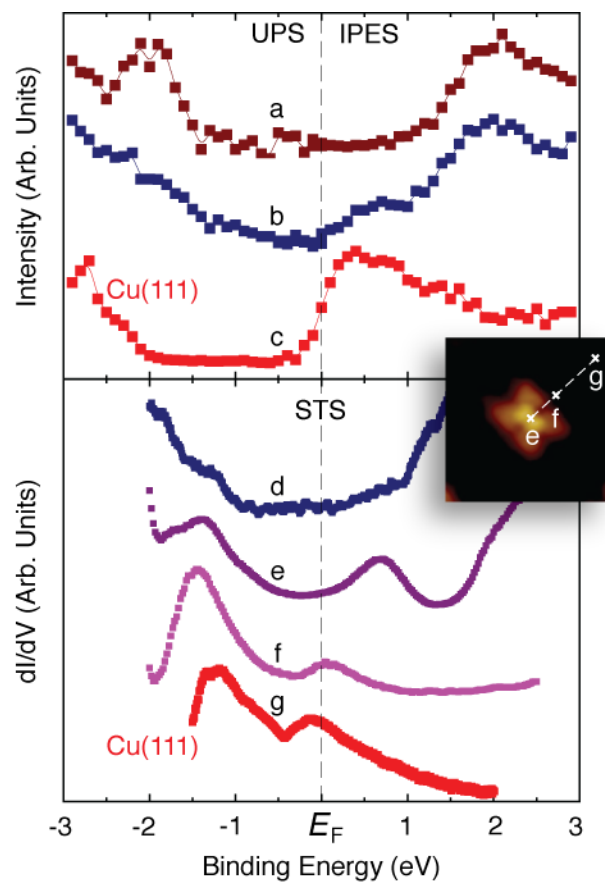 UPS IPES
a
b
Cu(111)
c
Intensity (Arb. Units)
STS
d
e
f
g
Cu(111)
dI/dV (Arb. Units)
g
f
e
-3 -2 -1 E_F 1 2 3
Binding Energy (eV)